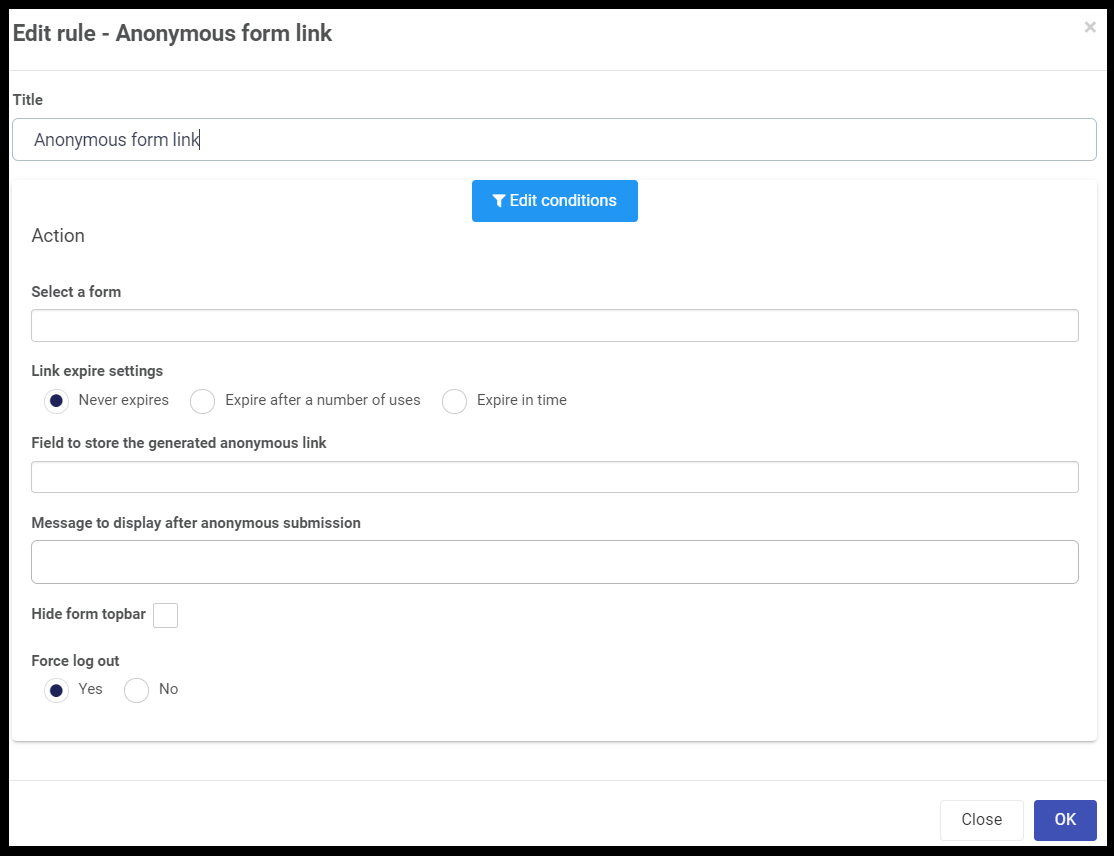 Edit rule - Anonymous form link
×
Title
Anonymous form link
Edit conditions
Action
Select a form
Link expire settings
Never expires Expire after a number of uses Expire in time
Field to store the generated anonymous link
Message to display after anonymous submission
Hide form topbar
Force log out
Yes No
Close OK